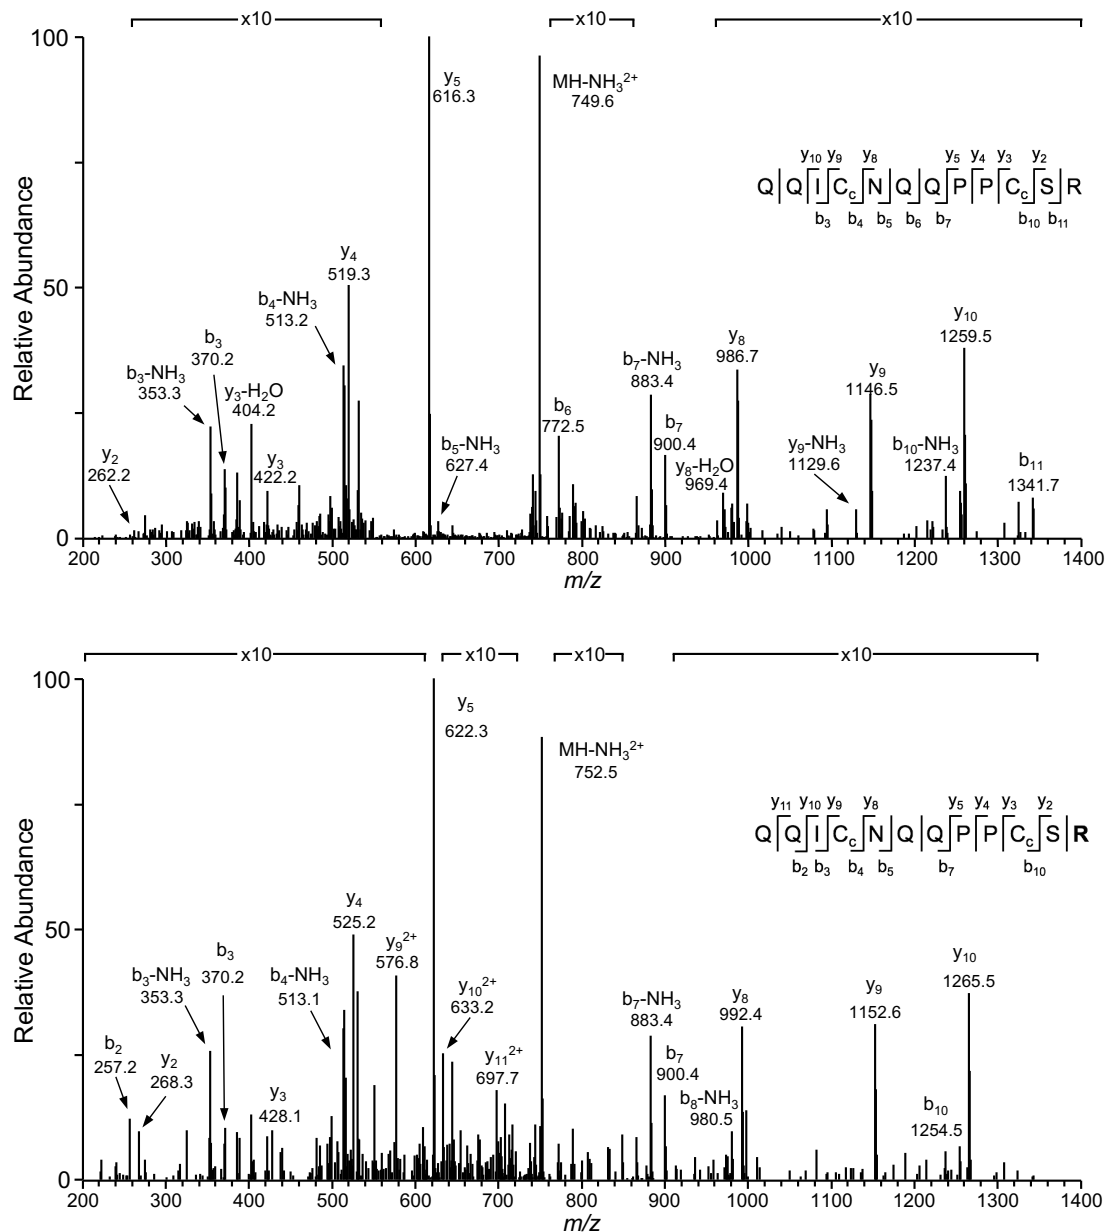 x10 x10 x10
100
y5
616.3
MH-NH3 2+
749.6
y10 y9 y8 y5 y4 y3 y2
Q Q I Cc N Q Q P P Cc S R
b3 b4 b5 b6 b7 b10 b11
Relative Abundance
50
y4
519.3
b4-NH3
513.2
b3
370.2
b3-NH3
353.3
y3-H2O
404.2
y3
422.2
y2
262.2
b5-NH3
627.4
b6
772.5
b7-NH3
883.4
b7
900.4
y8-H2O
969.4
y8
986.7
y9-NH3
1129.6
y9
1146.5
b10-NH3
1237.4
y10
1259.5
b11
1341.7
0
200 300 400 500 600 700 800 900 1000 1100 1200 1300 1400
m/z
x10 x10 x10 x10
100
y5
622.3
MH-NH3 2+
752.5
y11 y10 y9 y8 y5 y4 y3 y2
Q Q I Cc N Q Q P P Cc S R
b2 b3 b4 b5 b7 b10
Relative Abundance
50
y4
525.2
y9 2+
576.8
b3
370.2
b3-NH3
353.3
b4-NH3
513.1
y10 2+
633.2
b2
257.2
y2
268.3
y3
428.1
y11 2+
697.7
b7-NH3
883.4
b7
900.4
b8-NH3
980.5
y8
992.4
y9
1152.6
b10
1254.5
y10
1265.5
0
200 300 400 500 600 700 800 900 1000 1100 1200 1300 1400
m/z